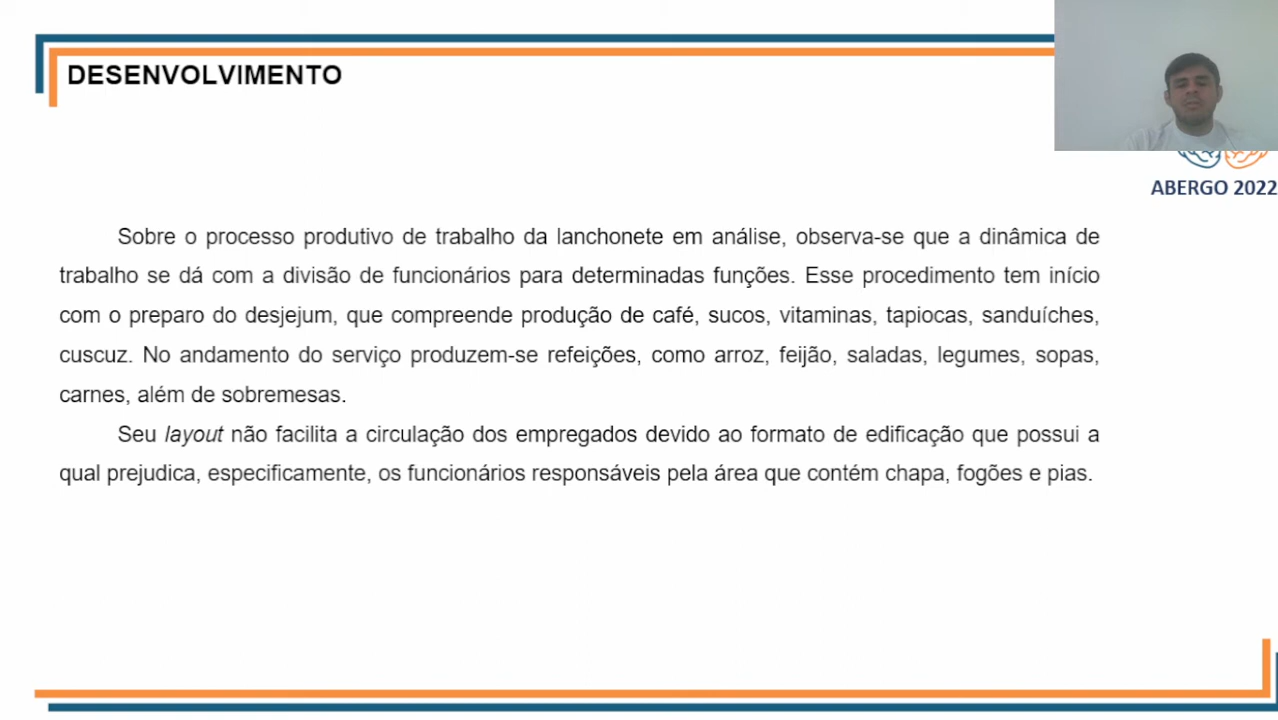 DESENVOLVIMENTO
ABERGO 2022
Sobre o processo produtivo de trabalho da lanchonete em análise, observa-se que a dinâmica de
trabalho se dá com a divisão de funcionários para determinadas funções. Esse procedimento tem início
com o preparo do desjejum, que compreende produção de café, sucos, vitaminas, tapiocas, sanduíches,
cuscuz. No andamento do serviço produzem-se refeições, como arroz, feijão, saladas, legumes, sopas,
carnes, além de sobremesas.
Seu layout não facilita a circulação dos empregados devido ao formato de edificação que possui a
qual prejudica, especificamente, os funcionários responsáveis pela área que contém chapa, fogões e pias.